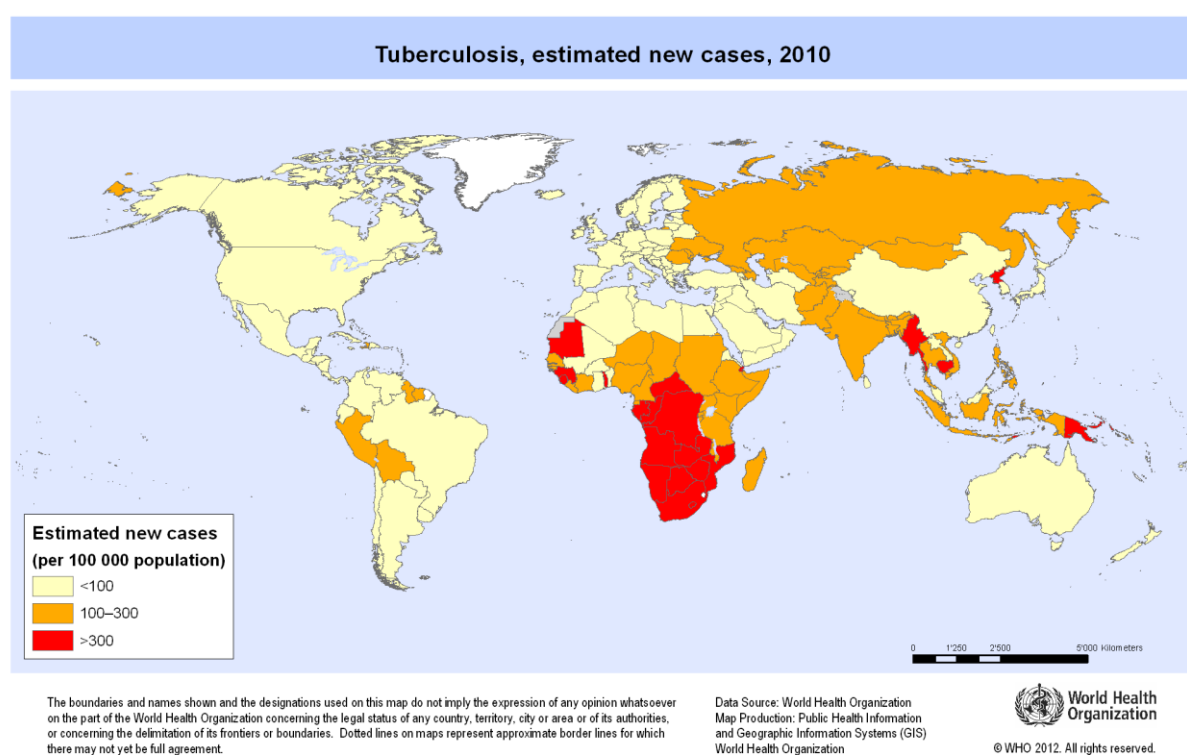 Tuberculosis, estimated new cases, 2010
Estimated new cases
(per 100 000 population)
<100
100–300
>300
0 1'250 2'500 5'000 Kilometers
The boundaries and names shown and the designations used on this map do not imply the expression of any opinion whatsoever
on the part of the World Health Organization concerning the legal status of any country, territory, city or area or of its authorities,
or concerning the delimitation of its frontiers or boundaries. Dotted lines on maps represent approximate border lines for which
there may not yet be full agreement.
Data Source: World Health Organization
Map Production: Public Health Information
and Geographic Information Systems (GIS)
World Health Organization
World Health
Organization
© WHO 2012. All rights reserved.